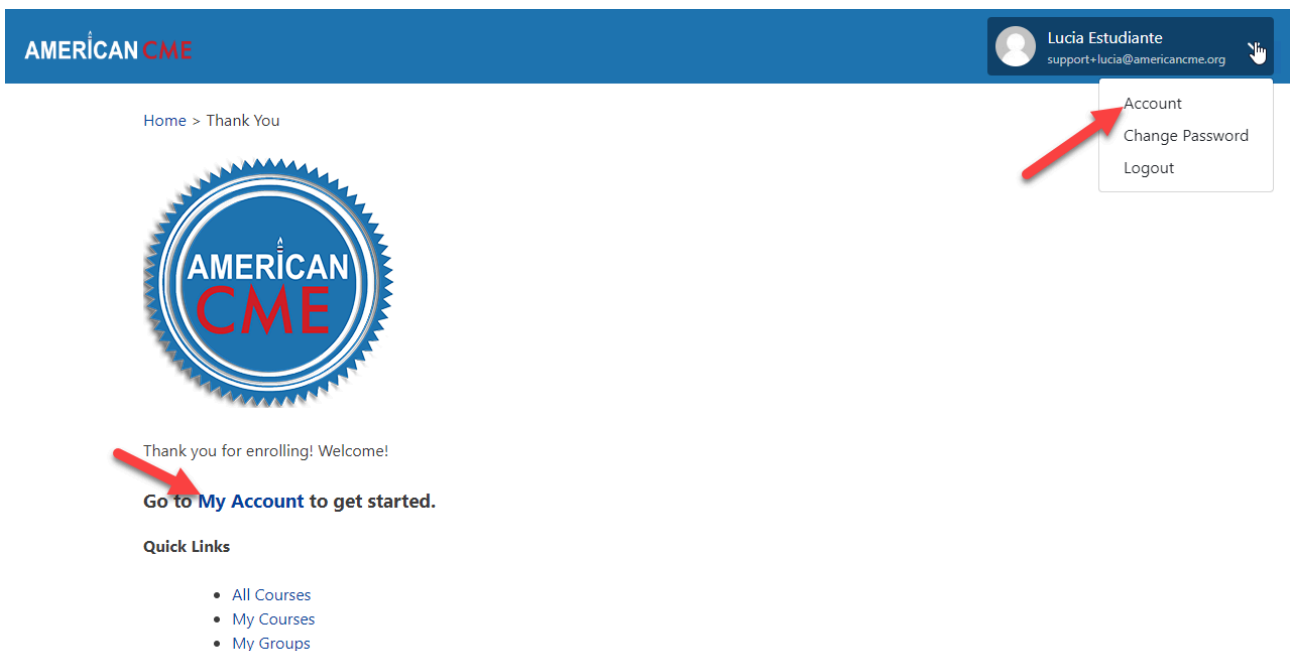 AMERICAN CME
Lucia Estudiante
support+lucia@americancme.org
Account
Change Password
Logout
Home > Thank You
AMERICAN
CME
Thank you for enrolling! Welcome!
Go to My Account to get started.
Quick Links
• All Courses
• My Courses
• My Groups